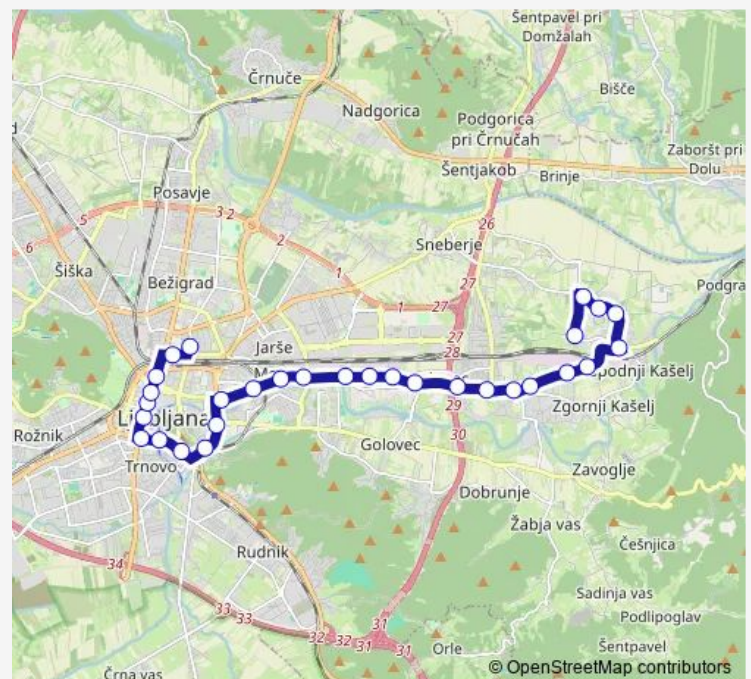 Šentpavel pri
Domžalah
Črnuče
Bišče
Nadgorica
Podgorica
pri Črnučah
Zaboršt pri
Dolu
Šentjakob
Brinje
Posavje
5
3 2
26
2
Sneberje
6
Šiška
1
Bežigrad
Podgra
1
27
27
Jarše
28
Spodnji Kašelj
Ljubljana
29
Zgornji Kašelj
Rožnik
30
Golovec
Trnovo
Zavoglje
Dobrunje
Žabja vas
Češnjica
Rudnik
34
Sadinja vas
33
33
31
Podlipoglav
32
32
31
31
Orle
Šentpavel
Črna vas
© OpenStreetMap contributors